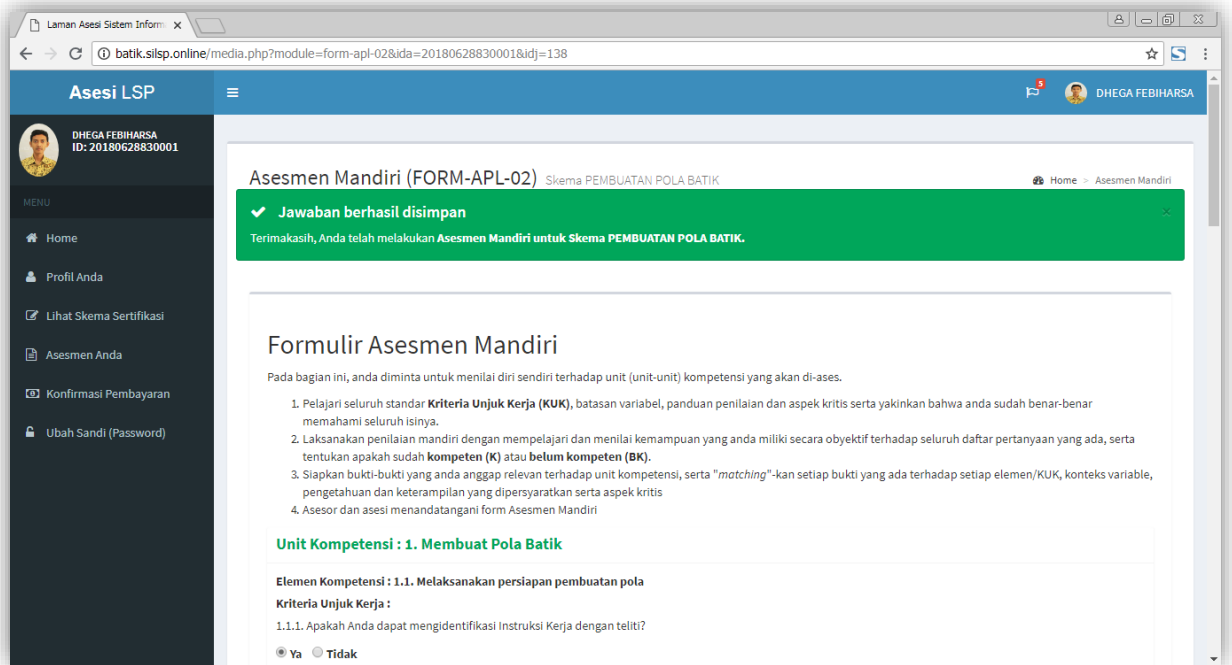 Laman Asesi Sistem Inform
batik.silsp.online/media.php?module=form-apl-02&ida=20180628830001&idj=138
Asesi LSP
5
DHEGA FEBIHARSA
DHEGA FEBIHARSA
ID: 20180628830001
MENU
Home
Profil Anda
Lihat Skema Sertifikasi
Asesmen Anda
Konfirmasi Pembayaran
Ubah Sandi (Password)
Asesmen Mandiri (FORM-APL-02) Skema PEMBUATAN POLA BATIK
Home > Asesmen Mandiri
Jawaban berhasil disimpan
Terimakasih, Anda telah melakukan Asesmen Mandiri untuk Skema PEMBUATAN POLA BATIK.
Formulir Asesmen Mandiri
Pada bagian ini, anda diminta untuk menilai diri sendiri terhadap unit (unit-unit) kompetensi yang akan di-ases.
1. Pelajari seluruh standar Kriteria Unjuk Kerja (KUK), batasan variabel, panduan penilaian dan aspek kritis serta yakinkan bahwa anda sudah benar-benar
memahami seluruh isinya.
2. Laksanakan penilaian mandiri dengan mempelajari dan menilai kemampuan yang anda miliki secara obyektif terhadap seluruh daftar pertanyaan yang ada, serta
tentukan apakah sudah kompeten (K) atau belum kompeten (BK).
3. Siapkan bukti-bukti yang anda anggap relevan terhadap unit kompetensi, serta "matching"-kan setiap bukti yang ada terhadap setiap elemen/KUK, konteks variable,
pengetahuan dan keterampilan yang dipersyaratkan serta aspek kritis
4. Asesor dan asesi menandatangani form Asesmen Mandiri
Unit Kompetensi : 1. Membuat Pola Batik
Elemen Kompetensi : 1.1. Melaksanakan persiapan pembuatan pola
Kriteria Unjuk Kerja :
1.1.1. Apakah Anda dapat mengidentifikasi Instruksi Kerja dengan teliti?
Ya Tidak